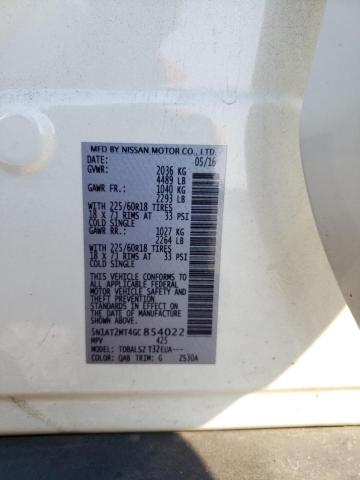 MFD BY NISSAN MOTOR CO., LTD.
DATE: 05/16
GVWR: 2036 KG
4489 LB
GAWR FR.: 1040 KG
2293 LB
WITH 225/60R18 TIRES
18 X 7J RIMS AT 33 PSI
COLD SINGLE
GAWR RR.: 1027 KG
2264 LB
WITH 225/60R18 TIRES
18 X 7J RIMS AT 33 PSI
COLD SINGLE
THIS VEHICLE CONFORMS TO ALL
APPLICABLE FEDERAL MOTOR
VEHICLE SAFETY AND THEFT
PREVENTION STANDARDS
IN EFFECT ON THE DATE OF
MANUFACTURE SHOWN ABOVE.
5N1AT2MT4GC854022
MPV 425
MODEL: TDBALSZ T32EUA---
COLOR: QAB TRIM: G ZS30A